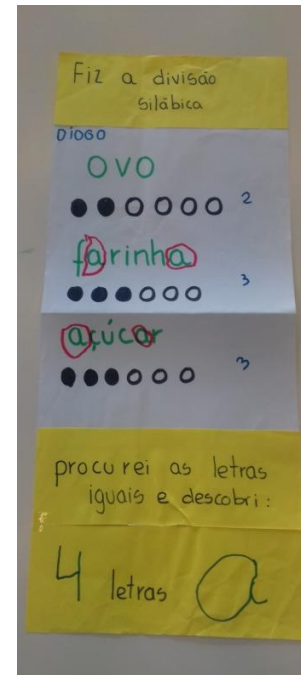 Fiz a divisão
silábica
DIOGO
OVO
2
farinha
3
açúcar
3
procurei as letras
iguais e descobri:
4 letras a